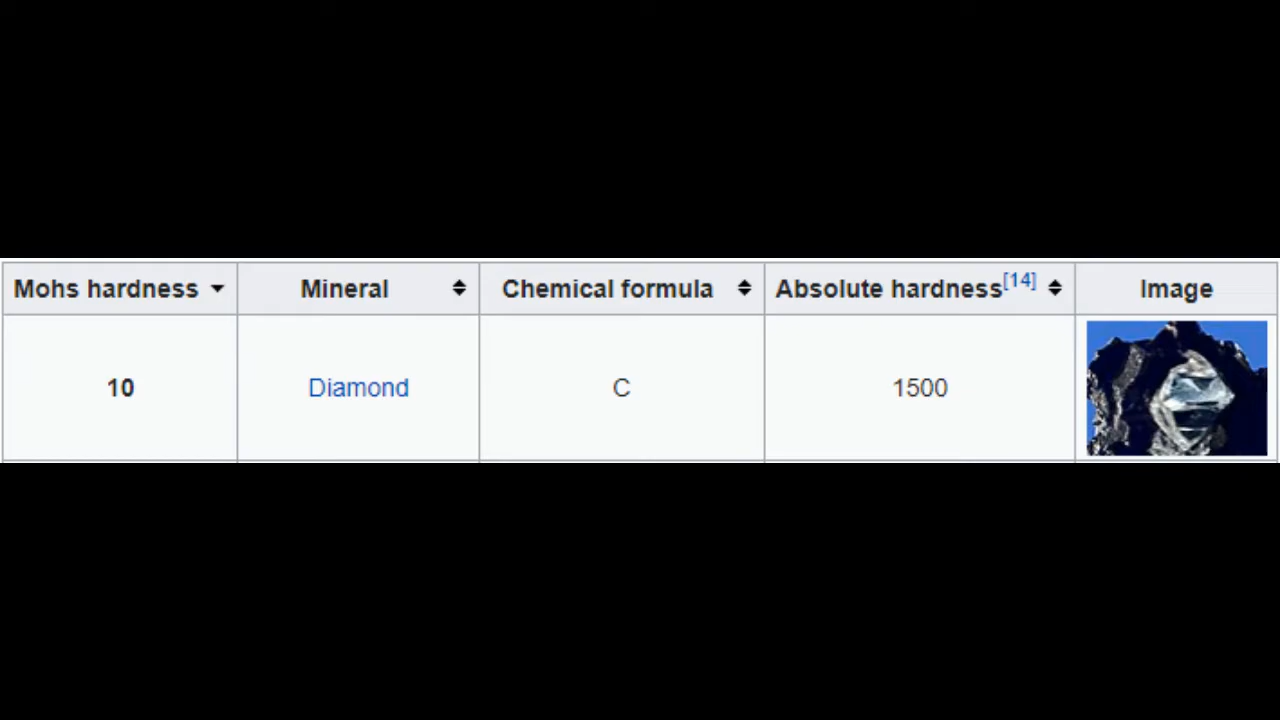 Mohs hardness Mineral Chemical formula Absolute hardness[14] Image
10 Diamond C 1500